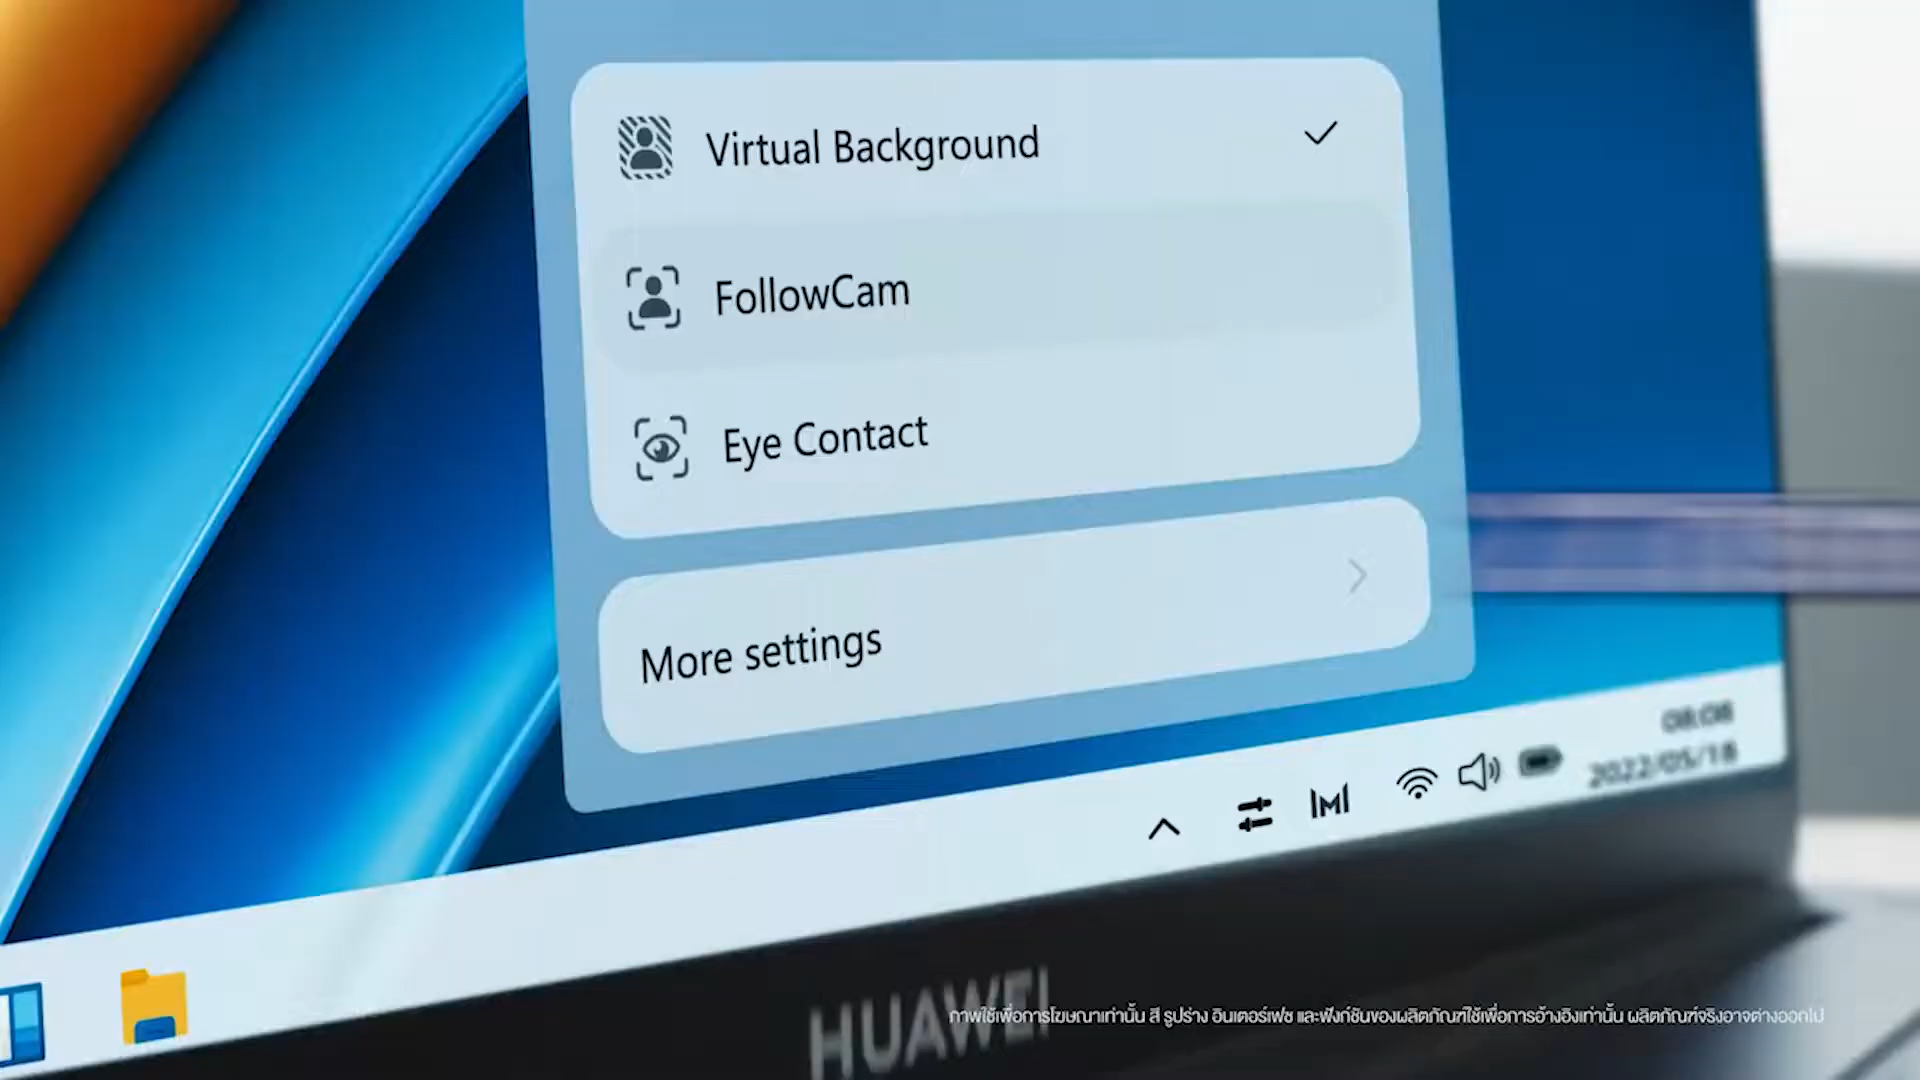 Virtual Background
FollowCam
Eye Contact
More settings
08:08
2022/05/18
HUAWEI
ภาพใช้เพื่อการโฆษณาเท่านั้น สี รูปร่าง อินเตอร์เฟซ และฟังก์ชันของผลิตภัณฑ์ใช้เพื่อการอ้างอิงเท่านั้น ผลิตภัณฑ์จริงอาจต่างออกไป